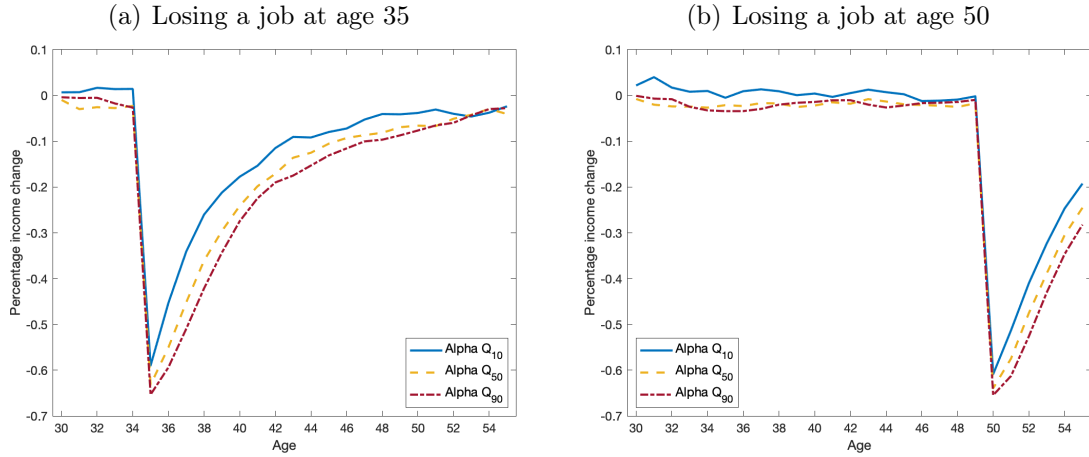 (a) Losing a job at age 35
0.1
0
-0.1
-0.2
-0.3
-0.4
-0.5
-0.6
-0.7
Percentage income change
30 32 34 36 38 40 42 44 46 48 50 52 54
Age
Alpha Q10
Alpha Q50
Alpha Q90
(b) Losing a job at age 50
0.1
0
-0.1
-0.2
-0.3
-0.4
-0.5
-0.6
-0.7
Percentage income change
30 32 34 36 38 40 42 44 46 48 50 52 54
Age
Alpha Q10
Alpha Q50
Alpha Q90